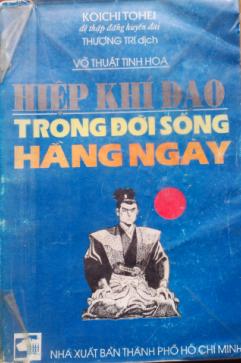 KOICHI TOHEI
đệ thập đẳng huyền đai
THƯỢNG TRÍ dịch
VÕ THUẬT TINH HOA
HIỆP KHÍ ĐẠO
TRONG ĐỜI SỐNG
HẰNG NGÀY
NHÀ XUẤT BẢN THÀNH PHỐ HỒ CHÍ MINH